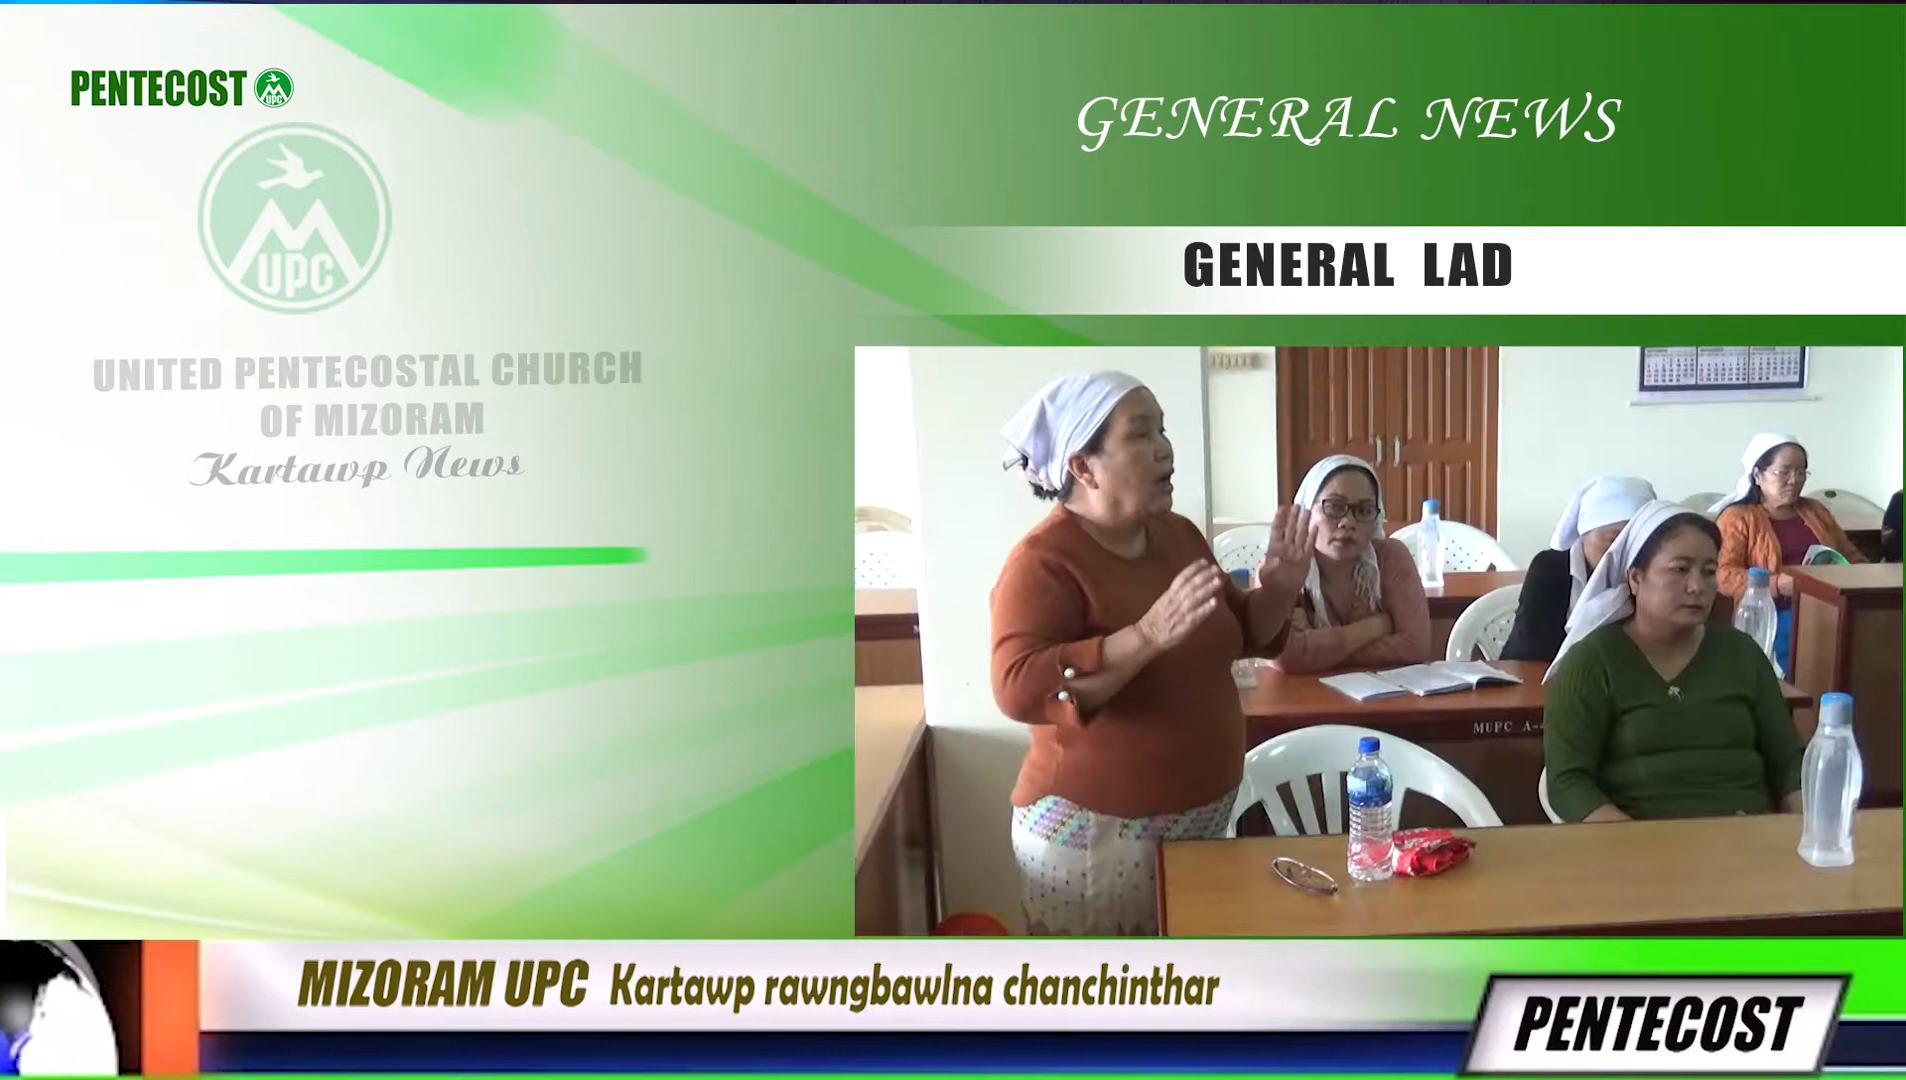 PENTECOST UPC
GENERAL NEWS
GENERAL LAD
UPC
UNITED PENTECOSTAL CHURCH
OF MIZORAM
Kartawp News
MUPC A-
MIZORAM UPC Kartawp rawngbawlna chanchinthar
PENTECOST